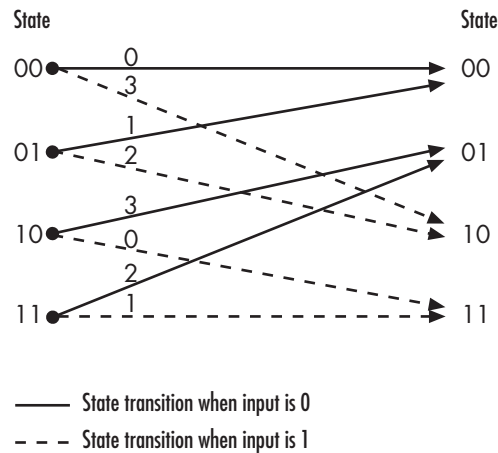 State State
00 0 00
3
01 1 01
2
10 3 10
0
11 2 11
1
State transition when input is 0
State transition when input is 1